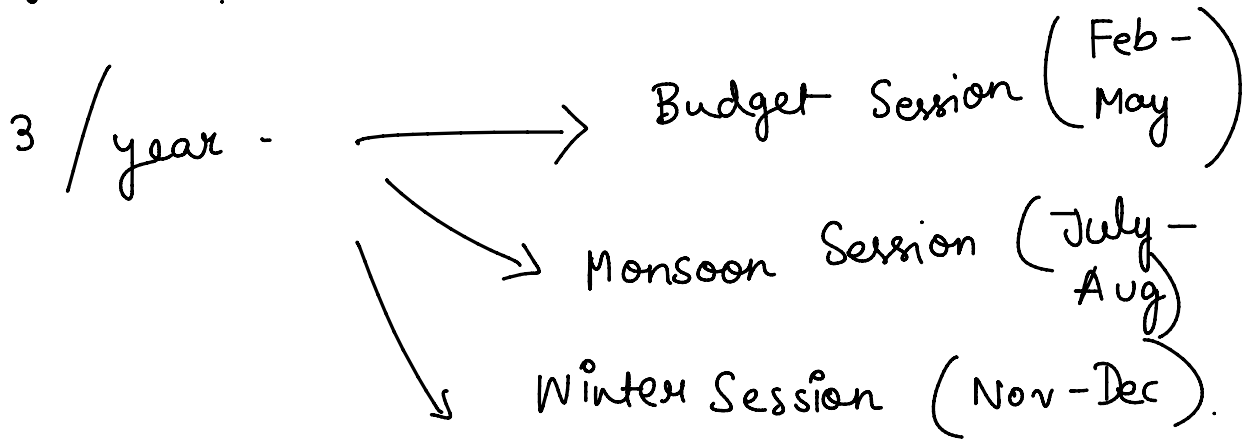 3 / year -
Budget Session (Feb -
May)
Monsoon Session (July -
Aug)
Winter Session (Nov - Dec).